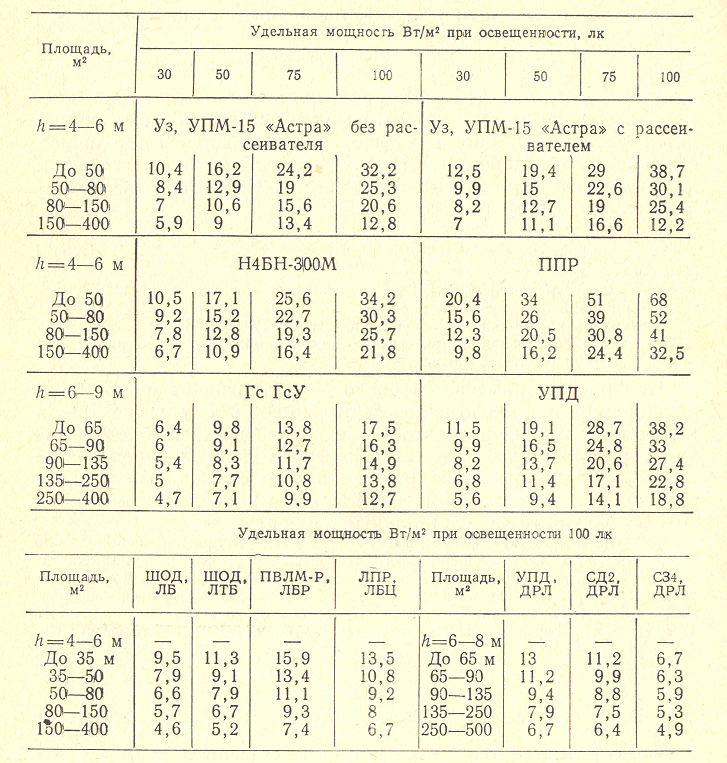 Площадь, м² Удельная мощность Вт/м² при освещенности, лк
30 50 75 100 30 50 75 100
h=4—6 м Уз, УПМ-15 «Астра» без рас- Уз, УПМ-15 «Астра» с рассеи-
сеивателя вателем
До 50 10,4 16,2 24,2 32,2 12,5 19,4 29 38,7
50—80 8,4 12,9 19 25,3 9,9 15 22,6 30,1
80—150 7 10,6 15,6 20,6 8,2 12,7 19 25,4
150—400 5,9 9 13,4 12,8 7 11,1 16,6 12,2
h=4—6 м Н4БН-300М ППР
До 50 10,5 17,1 25,6 34,2 20,4 34 51 68
50—80 9,2 15,2 22,7 30,3 15,6 26 39 52
80—150 7,8 12,8 19,3 25,7 12,3 20,5 30,8 41
150—400 6,7 10,9 16,4 21,8 9,8 16,2 24,4 32,5
h=6—9 м Гс ГсУ УПД
До 65 6,4 9,8 13,8 17,5 11,5 19,1 28,7 38,2
65—90 6 9,1 12,7 16,3 9,9 16,5 24,8 33
90—135 5,4 8,3 11,7 14,9 8,2 13,7 20,6 27,4
135—250 5 7,7 10,8 13,8 6,8 11,4 17,1 22,8
250—400 4,7 7,1 9,9 12,7 5,6 9,4 14,1 18,8
Удельная мощность Вт/м² при освещенности 100 лк
Площадь, ШОД, ШОД, ПВЛМ-Р, ЛПР, Площадь, УПД, СД2, СЗ4,
м² ЛБ ЛТБ ЛБР ЛБЦ м² ДРЛ ДРЛ ДРЛ
h=4—6 м — — — — h=6—8 м — — —
До 35 м 9,5 11,3 15,9 13,5 До 65 м 13 11,2 6,7
35—50 7,9 9,1 13,4 10,8 65—90 11,2 9,9 6,3
50—80 6,6 7,9 11,1 9,2 90—135 9,4 8,8 5,9
80—150 5,7 6,7 9,3 8 135—250 7,9 7,5 5,3
150—400 4,6 5,2 7,4 6,7 250—500 6,7 6,4 4,9